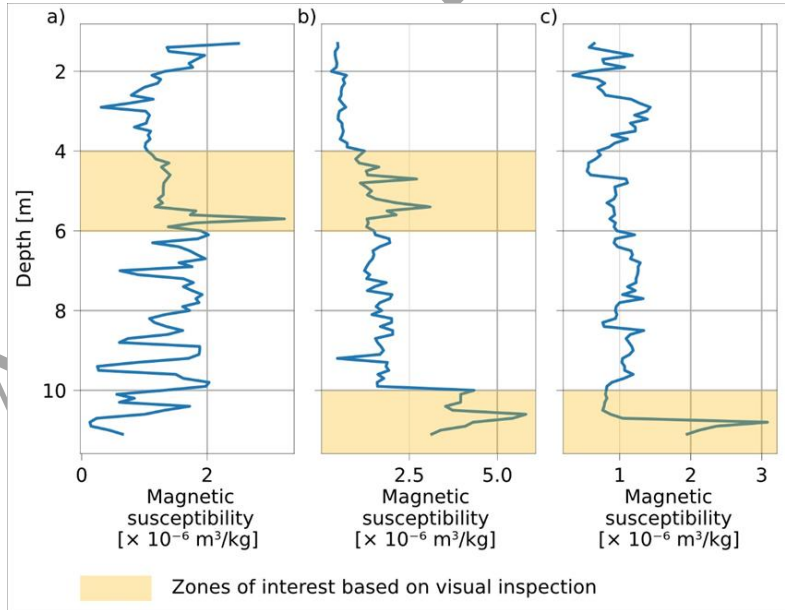 a) b) c)
2
4
6
8
10
Depth [m]
0 2 2.5 5.0 1 2 3
Magnetic Magnetic Magnetic
susceptibility susceptibility susceptibility
[× 10⁻⁶ m³/kg] [× 10⁻⁶ m³/kg] [× 10⁻⁶ m³/kg]
Zones of interest based on visual inspection